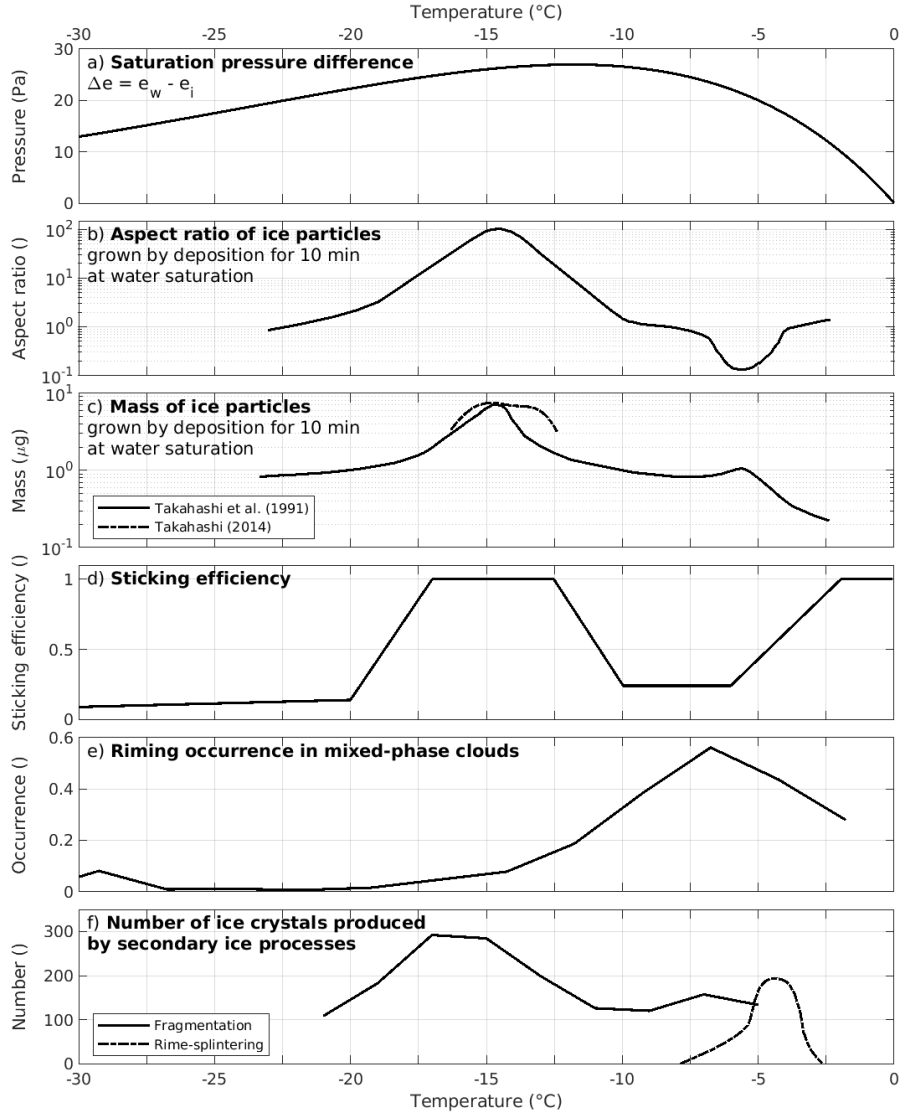 Temperature (°C)
-30 -25 -20 -15 -10 -5 0
30
20
10
0
Pressure (Pa)
a) Saturation pressure difference
Δe = e_w - e_i
10^2
10^1
10^0
10^-1
Aspect ratio ()
b) Aspect ratio of ice particles
grown by deposition for 10 min
at water saturation
10^1
10^0
10^-1
Mass (μg)
c) Mass of ice particles
grown by deposition for 10 min
at water saturation
Takahashi et al. (1991)
Takahashi (2014)
1
0.5
0
Sticking efficiency ()
d) Sticking efficiency
0.6
0.4
0.2
0
Occurrence ()
e) Riming occurrence in mixed-phase clouds
300
200
100
0
Number ()
f) Number of ice crystals produced
by secondary ice processes
Fragmentation
Rime-splintering
-30 -25 -20 -15 -10 -5 0
Temperature (°C)